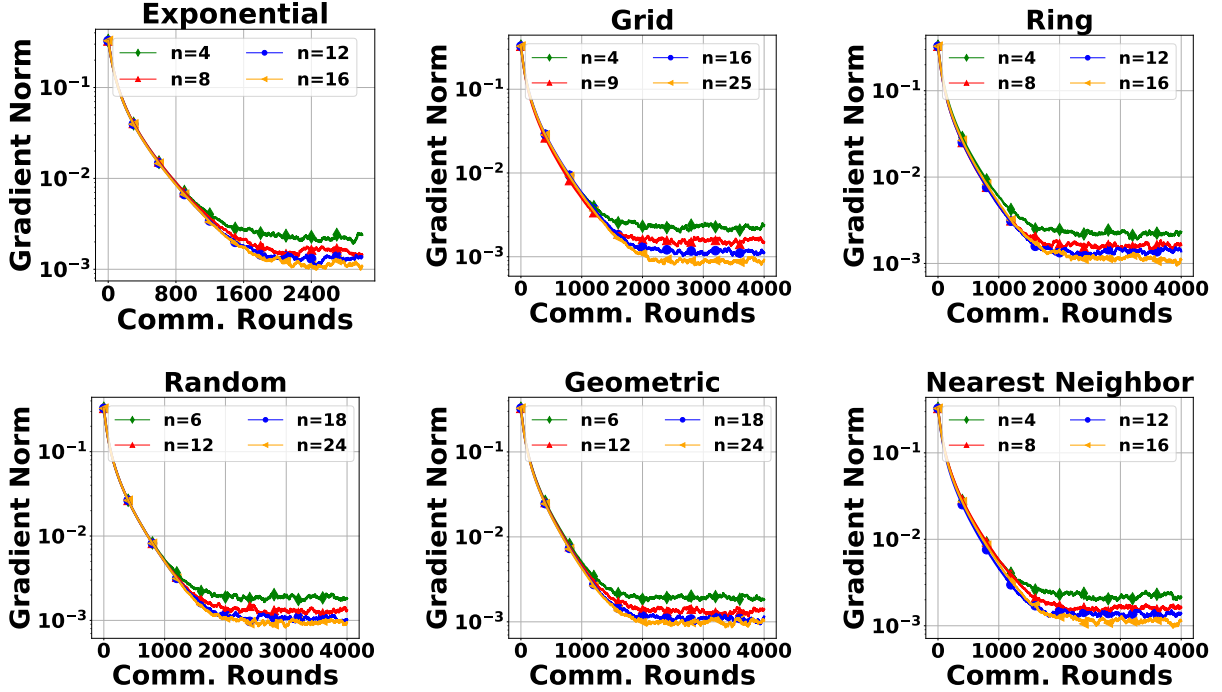 Exponential
Gradient Norm
n=4 n=12
n=8 n=16
10⁻¹
10⁻²
10⁻³
0 800 1600 2400
Comm. Rounds
Grid
Gradient Norm
n=4 n=16
n=9 n=25
10⁻¹
10⁻²
10⁻³
0 1000 2000 3000 4000
Comm. Rounds
Ring
Gradient Norm
n=4 n=12
n=8 n=16
10⁻¹
10⁻²
10⁻³
0 1000 2000 3000 4000
Comm. Rounds
Random
Gradient Norm
n=6 n=18
n=12 n=24
10⁻¹
10⁻²
10⁻³
0 1000 2000 3000 4000
Comm. Rounds
Geometric
Gradient Norm
n=6 n=18
n=12 n=24
10⁻¹
10⁻²
10⁻³
0 1000 2000 3000 4000
Comm. Rounds
Nearest Neighbor
Gradient Norm
n=4 n=12
n=8 n=16
10⁻¹
10⁻²
10⁻³
0 1000 2000 3000 4000
Comm. Rounds